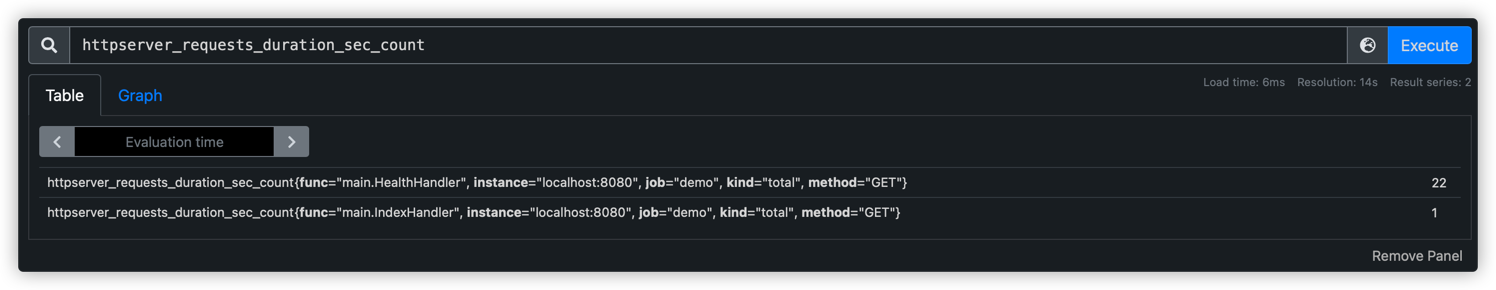 httpserver_requests_duration_sec_count Execute
Table Graph Load time: 6ms Resolution: 14s Result series: 2
Evaluation time
httpserver_requests_duration_sec_count{func="main.HealthHandler", instance="localhost:8080", job="demo", kind="total", method="GET"} 22
httpserver_requests_duration_sec_count{func="main.IndexHandler", instance="localhost:8080", job="demo", kind="total", method="GET"} 1
Remove Panel